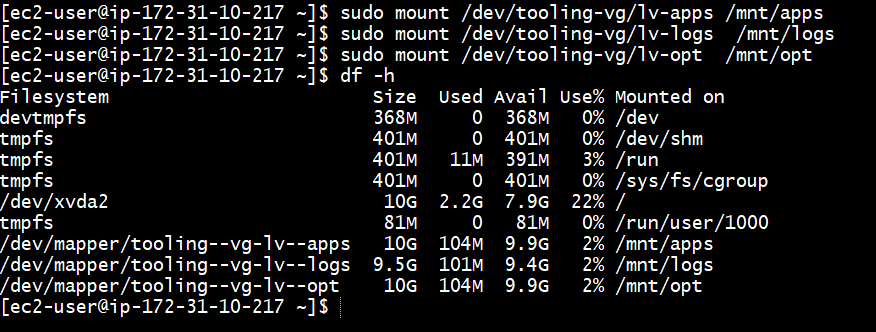 [ec2-user@ip-172-31-10-217 ~]$ sudo mount /dev/tooling-vg/lv-apps /mnt/apps
[ec2-user@ip-172-31-10-217 ~]$ sudo mount /dev/tooling-vg/lv-logs  /mnt/logs
[ec2-user@ip-172-31-10-217 ~]$ sudo mount /dev/tooling-vg/lv-opt  /mnt/opt
[ec2-user@ip-172-31-10-217 ~]$ df -h
Filesystem                        Size  Used Avail Use% Mounted on
devtmpfs                          368M     0  368M   0% /dev
tmpfs                             401M     0  401M   0% /dev/shm
tmpfs                             401M   11M  391M   3% /run
tmpfs                             401M     0  401M   0% /sys/fs/cgroup
/dev/xvda2                         10G  2.2G  7.9G  22% /
tmpfs                              81M     0   81M   0% /run/user/1000
/dev/mapper/tooling--vg-lv--apps   10G  104M  9.9G   2% /mnt/apps
/dev/mapper/tooling--vg-lv--logs  9.5G  101M  9.4G   2% /mnt/logs
/dev/mapper/tooling--vg-lv--opt    10G  104M  9.9G   2% /mnt/opt
[ec2-user@ip-172-31-10-217 ~]$